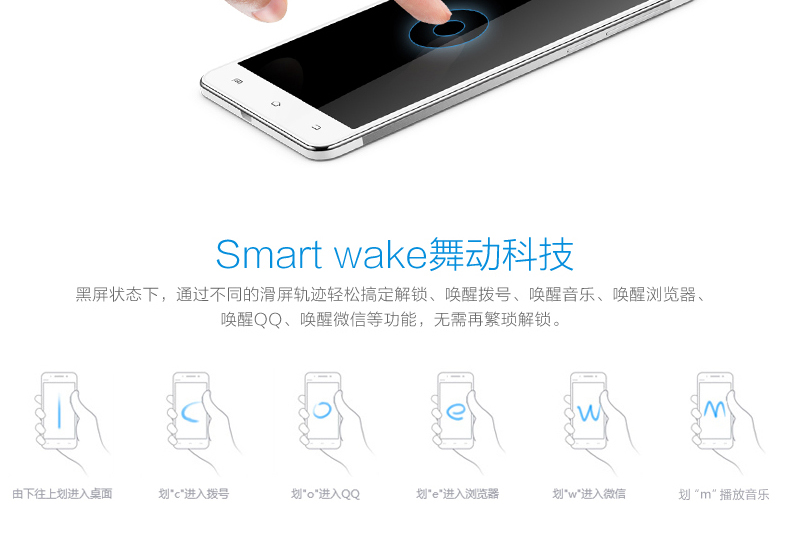 Smart wake舞动科技
黑屏状态下，通过不同的滑屏轨迹轻松搞定解锁、唤醒拨号、唤醒音乐、唤醒浏览器、
唤醒QQ、唤醒微信等功能，无需再繁琐解锁。
c o e w m
由下往上划进入桌面 划"c"进入拨号 划"o"进入QQ 划"e"进入浏览器 划"w"进入微信 划“m”播放音乐